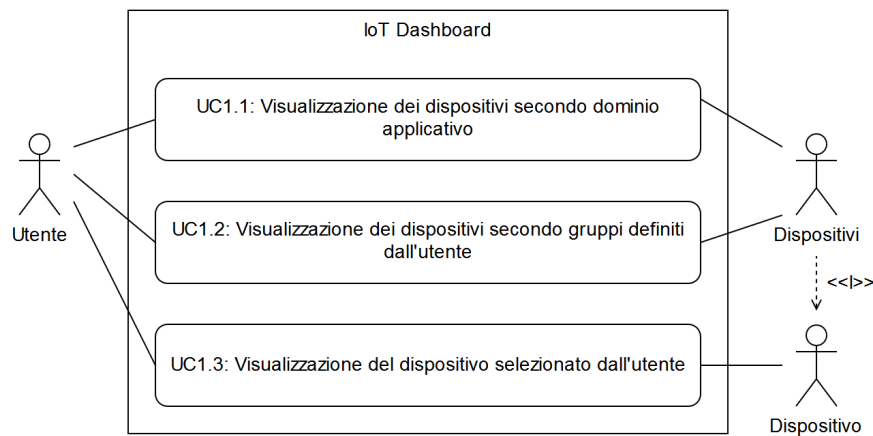 IoT Dashboard
UC1.1: Visualizzazione dei dispositivi secondo dominio
applicativo
Utente
UC1.2: Visualizzazione dei dispositivi secondo gruppi definiti
dall'utente
Dispositivi
<<I>>
UC1.3: Visualizzazione del dispositivo selezionato dall'utente
Dispositivo